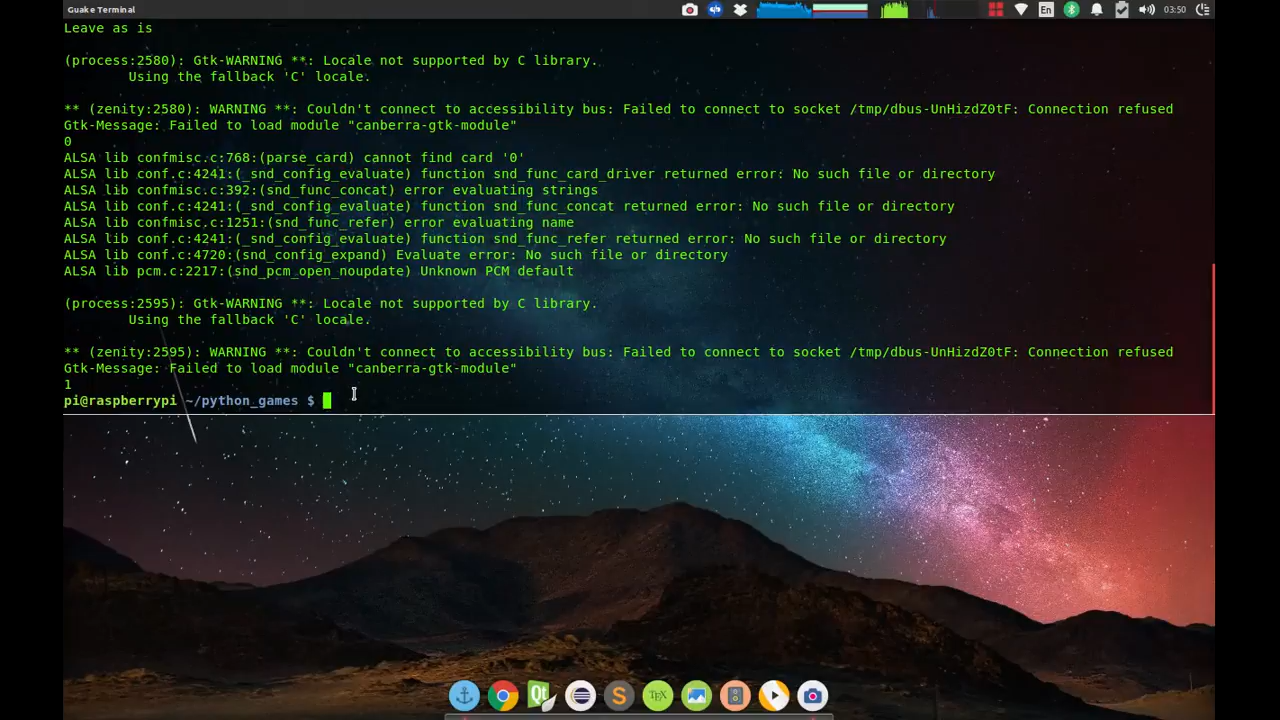 Guake Terminal
En
03:50
Leave as is
(process:2580): Gtk-WARNING **: Locale not supported by C library.
Using the fallback 'C' locale.
** (zenity:2580): WARNING **: Couldn't connect to accessibility bus: Failed to connect to socket /tmp/dbus-UnHizdZ0tF: Connection refused
Gtk-Message: Failed to load module "canberra-gtk-module"
0
ALSA lib confmisc.c:768:(parse_card) cannot find card '0'
ALSA lib conf.c:4241:(_snd_config_evaluate) function snd_func_card_driver returned error: No such file or directory
ALSA lib confmisc.c:392:(snd_func_concat) error evaluating strings
ALSA lib conf.c:4241:(_snd_config_evaluate) function snd_func_concat returned error: No such file or directory
ALSA lib confmisc.c:1251:(snd_func_refer) error evaluating name
ALSA lib conf.c:4241:(_snd_config_evaluate) function snd_func_refer returned error: No such file or directory
ALSA lib conf.c:4720:(snd_config_expand) Evaluate error: No such file or directory
ALSA lib pcm.c:2217:(snd_pcm_open_noupdate) Unknown PCM default
(process:2595): Gtk-WARNING **: Locale not supported by C library.
Using the fallback 'C' locale.
** (zenity:2595): WARNING **: Couldn't connect to accessibility bus: Failed to connect to socket /tmp/dbus-UnHizdZ0tF: Connection refused
Gtk-Message: Failed to load module "canberra-gtk-module"
1
pi@raspberrypi ~/python_games $
Qt
S
TEX